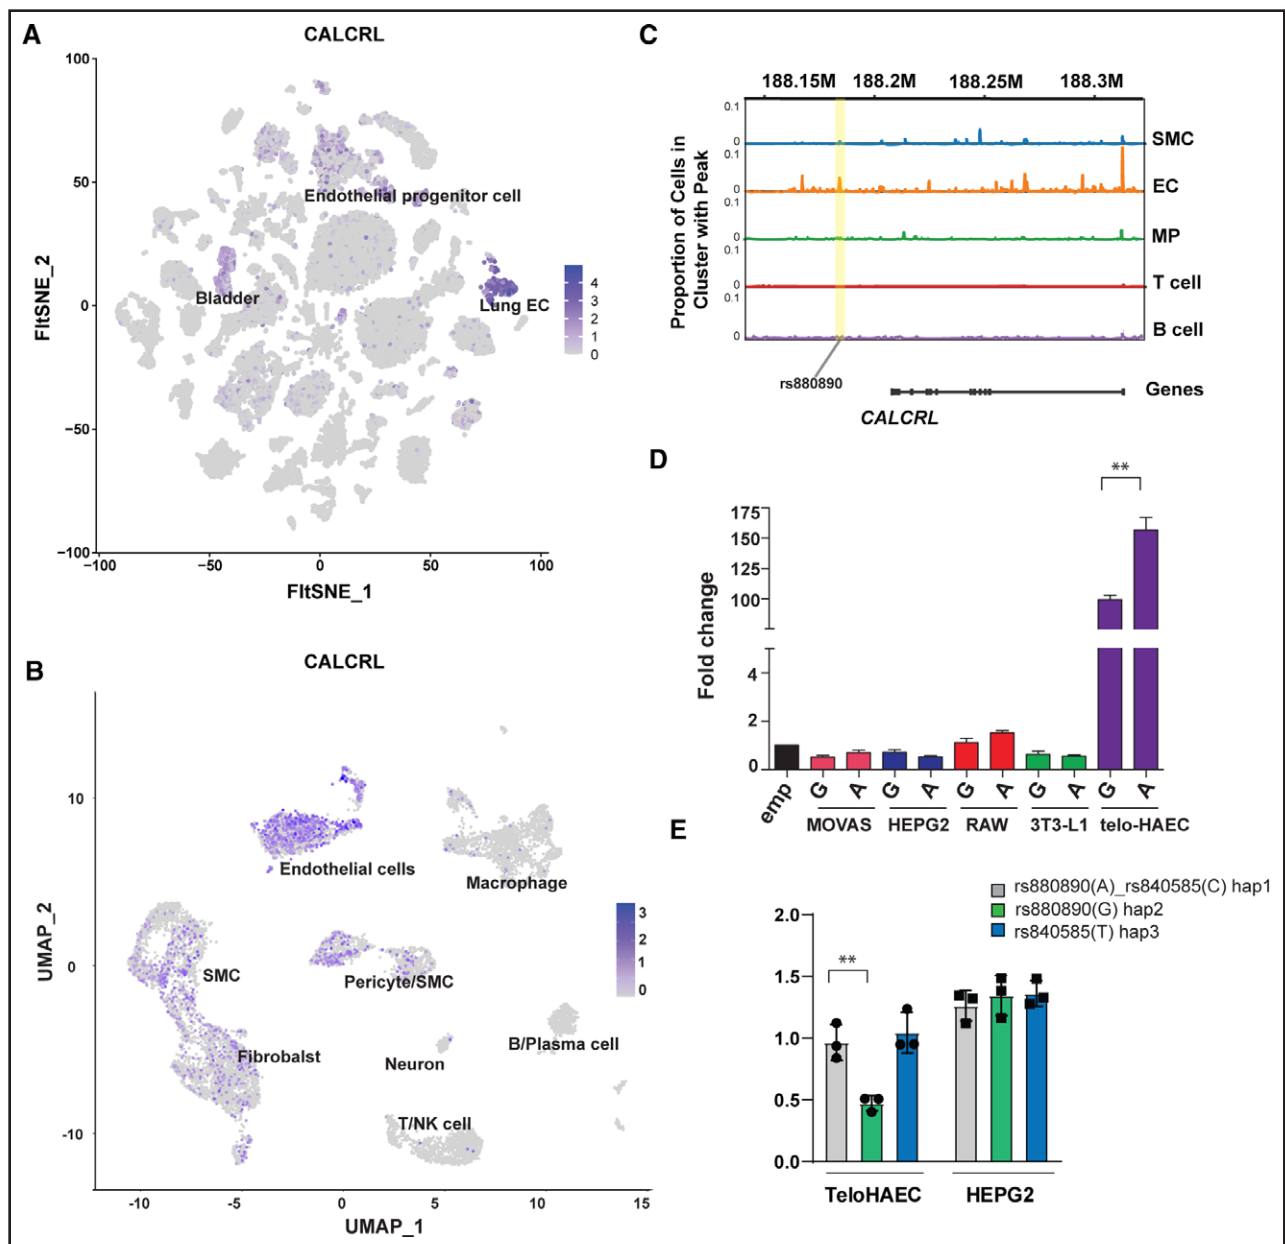 A
CALCRL
100
50
0
−50
−100
−100
−50
0
50
100
FItSNE_2
FItSNE_1
Endothelial progenitor cell
Bladder
Lung EC
4
3
2
1
0
B
CALCRL
10
0
-10
-10
-5
0
5
10
15
UMAP_2
UMAP_1
Endothelial cells
Macrophage
SMC
Pericyte/SMC
Fibrobalst
Neuron
B/Plasma cell
T/NK cell
3
2
1
0
C
188.15M
188.2M
188.25M
188.3M
Proportion of Cells in
Cluster with Peak
0.1
0
SMC
0.1
0
EC
0.1
0
MP
0.1
0
T cell
0.1
0
B cell
rs880890
Genes
CALCRL
D
**
175
150
125
100
4
2
0
Fold change
emp
G
A
G
A
G
A
G
A
G
A
MOVAS
HEPG2
RAW
3T3-L1
telo-HAEC
E
rs880890(A)_rs840585(C) hap1
rs880890(G) hap2
rs840585(T) hap3
2.0
1.5
1.0
0.5
0.0
**
TeloHAEC
HEPG2